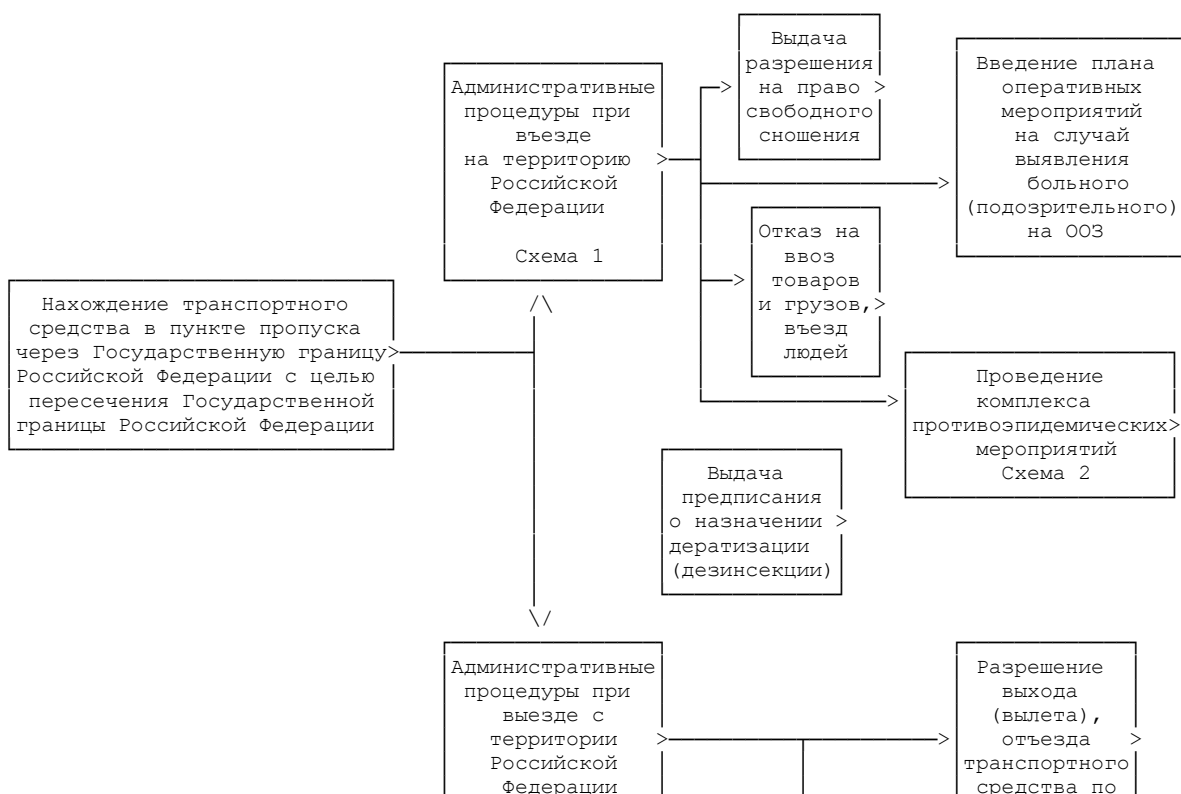 Нахождение транспортного
средства в пункте пропуска
через Государственную границу
Российской Федерации с целью
пересечения Государственной
границы Российской Федерации
Административные
процедуры при
въезде
на территорию
Российской
Федерации
Схема 1
Выдача
разрешения
на право
свободного
сношения
Введение плана
оперативных
мероприятий
на случай
выявления
больного
(подозрительного)
на ООЗ
Отказ на
ввоз
товаров
и грузов,
въезд
людей
Проведение
комплекса
противоэпидемических
мероприятий
Схема 2
Выдача
предписания
о назначении
дератизации
(дезинсекции)
Административные
процедуры при
выезде с
территории
Российской
Федерации
Разрешение
выхода
(вылета),
отъезда
транспортного
средства по